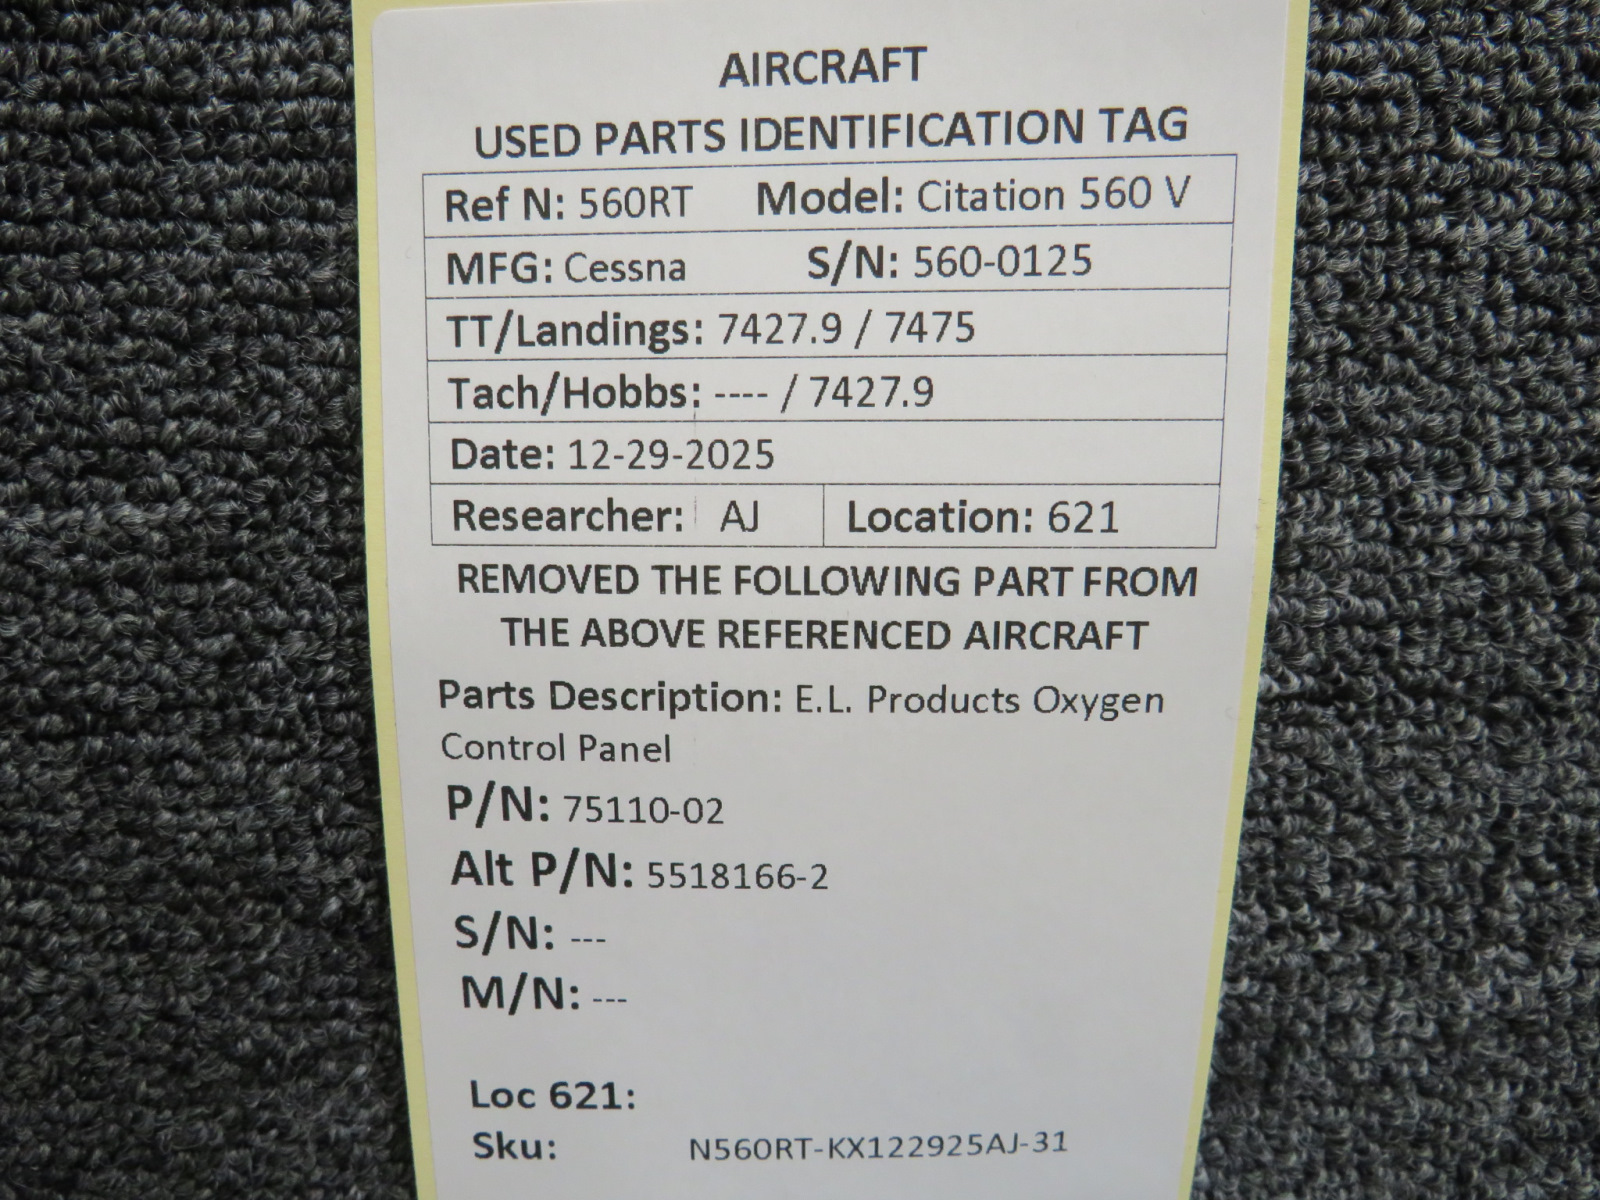 AIRCRAFT
USED PARTS IDENTIFICATION TAG
Ref N: 560RT Model: Citation 560 V
MFG: Cessna S/N: 560-0125
TT/Landings: 7427.9 / 7475
Tach/Hobbs: ---- / 7427.9
Date: 12-29-2025
Researcher: AJ Location: 621
REMOVED THE FOLLOWING PART FROM
THE ABOVE REFERENCED AIRCRAFT
Parts Description: E.L. Products Oxygen
Control Panel
P/N: 75110-02
Alt P/N: 5518166-2
S/N: ---
M/N: ---
Loc 621:
Sku: N560RT-KX122925AJ-31